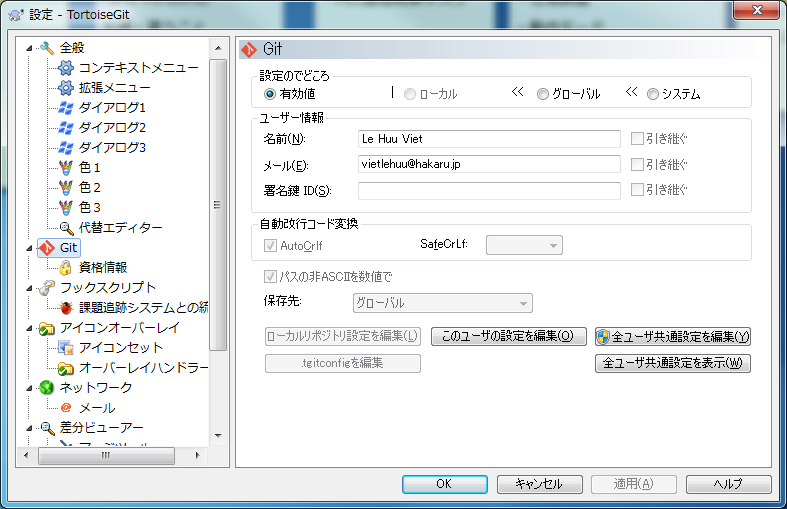 設定 - TortoiseGit
全般
コンテキストメニュー
拡張メニュー
ダイアログ1
ダイアログ2
ダイアログ3
色 1
色 2
色 3
代替エディター
Git
資格情報
フックスクリプト
課題追跡システムとの統
アイコンオーバーレイ
アイコンセット
オーバーレイハンドラー
ネットワーク
メール
差分ビューアー
Git
設定のでどころ
有効値 | ローカル << グローバル << システム
ユーザー情報
名前(N): Le Huu Viet 引き継ぐ
メール(E): vietlehuu@hakaru.jp 引き継ぐ
署名鍵 ID(S): 引き継ぐ
自動改行コード変換
AutoCrlf SafeCrLf:
パスの非ASCIIを数値で
保存先: グローバル
ローカルリポジトリ設定を編集(L) このユーザの設定を編集(O) 全ユーザ共通設定を編集(Y)
.tgitconfigを編集 全ユーザ共通設定を表示(W)
OK キャンセル 適用(A) ヘルプ